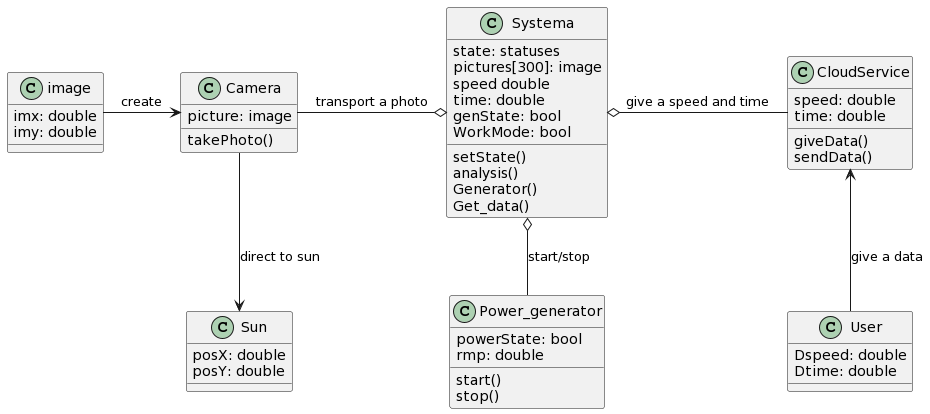 C Systema
state: statuses
pictures[300]: image
speed double
time: double
genState: bool
WorkMode: bool
setState()
analysis()
Generator()
Get_data()
C image
imx: double
imy: double
create
C Camera
picture: image
takePhoto()
transport a photo
give a speed and time
C CloudService
speed: double
time: double
giveData()
sendData()
direct to sun
start/stop
give a data
C Sun
posX: double
posY: double
C Power_generator
powerState: bool
rmp: double
start()
stop()
C User
Dspeed: double
Dtime: double